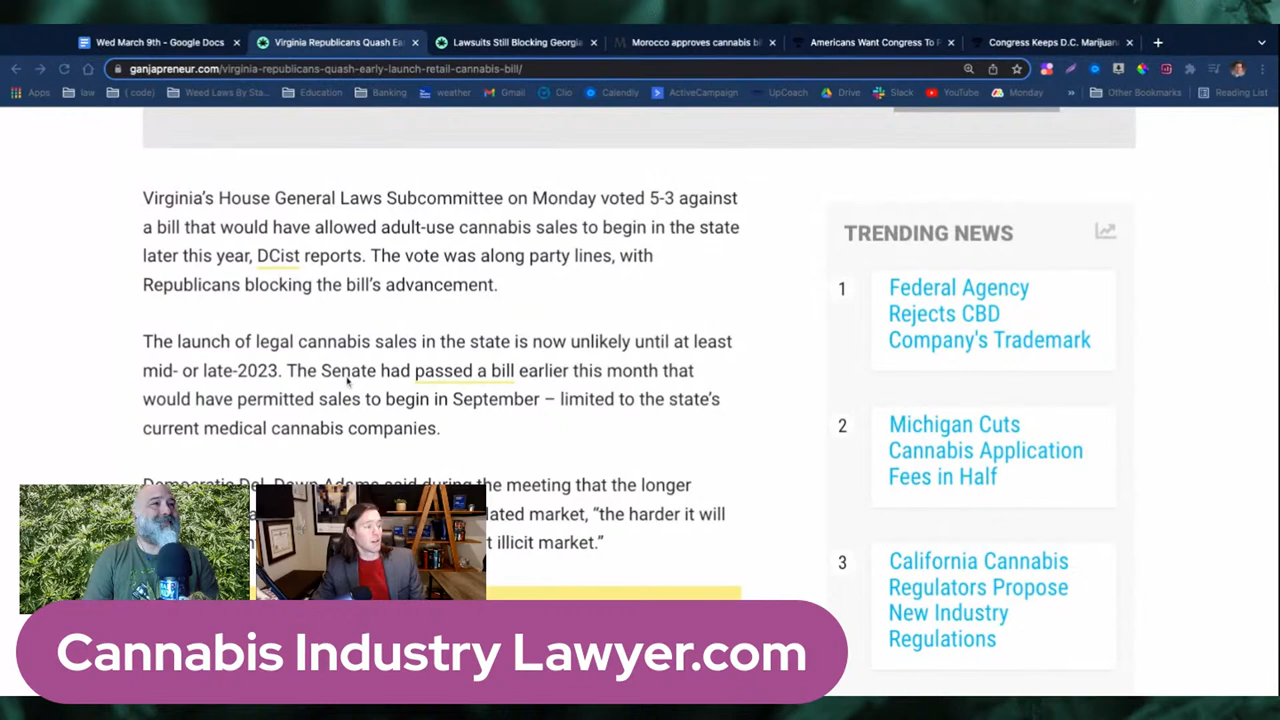 Wed March 9th - Google Docs
Virginia Republicans Quash Ea
Lawsuits Still Blocking Georgia
Morocco approves cannabis bi
Americans Want Congress To P
Congress Keeps D.C. Marijuan
ganjapreneur.com/virginia-republicans-quash-early-launch-retail-cannabis-bill/
Apps law ( code) Weed Laws By Sta... Education Banking weather Gmail Clio Calendly ActiveCampaign UpCoach Drive Slack YouTube Monday » Other Bookmarks Reading List
Virginia's House General Laws Subcommittee on Monday voted 5-3 against
a bill that would have allowed adult-use cannabis sales to begin in the state
later this year, DCist reports. The vote was along party lines, with
Republicans blocking the bill's advancement.
The launch of legal cannabis sales in the state is now unlikely until at least
mid- or late-2023. The Senate had passed a bill earlier this month that
would have permitted sales to begin in September – limited to the state's
current medical cannabis companies.
Democratic Del. Dawn Adams said during the meeting that the longer
lated market, "the harder it will
t illicit market."
TRENDING NEWS
1
Federal Agency
Rejects CBD
Company's Trademark
2
Michigan Cuts
Cannabis Application
Fees in Half
3
California Cannabis
Regulators Propose
New Industry
Regulations
Cannabis Industry Lawyer.com